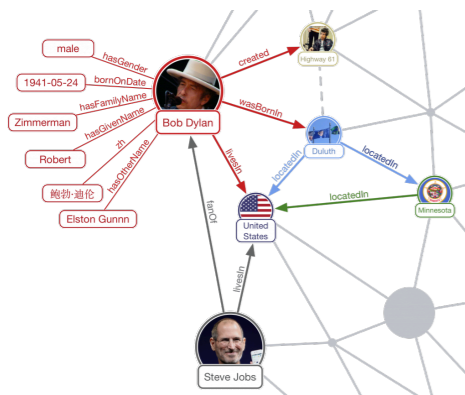 male
hasGender
1941-05-24
bornOnDate
Zimmerman
hasFamilyName
Robert
hasGivenName
鲍勃·迪伦
zh
Elston Gunnn
hasOtherName
Bob Dylan
created
Highway 61
wasBornIn
Duluth
livesIn
locatedIn
locatedIn
Minnesota
locatedIn
United
States
fanOf
livesIn
Steve Jobs